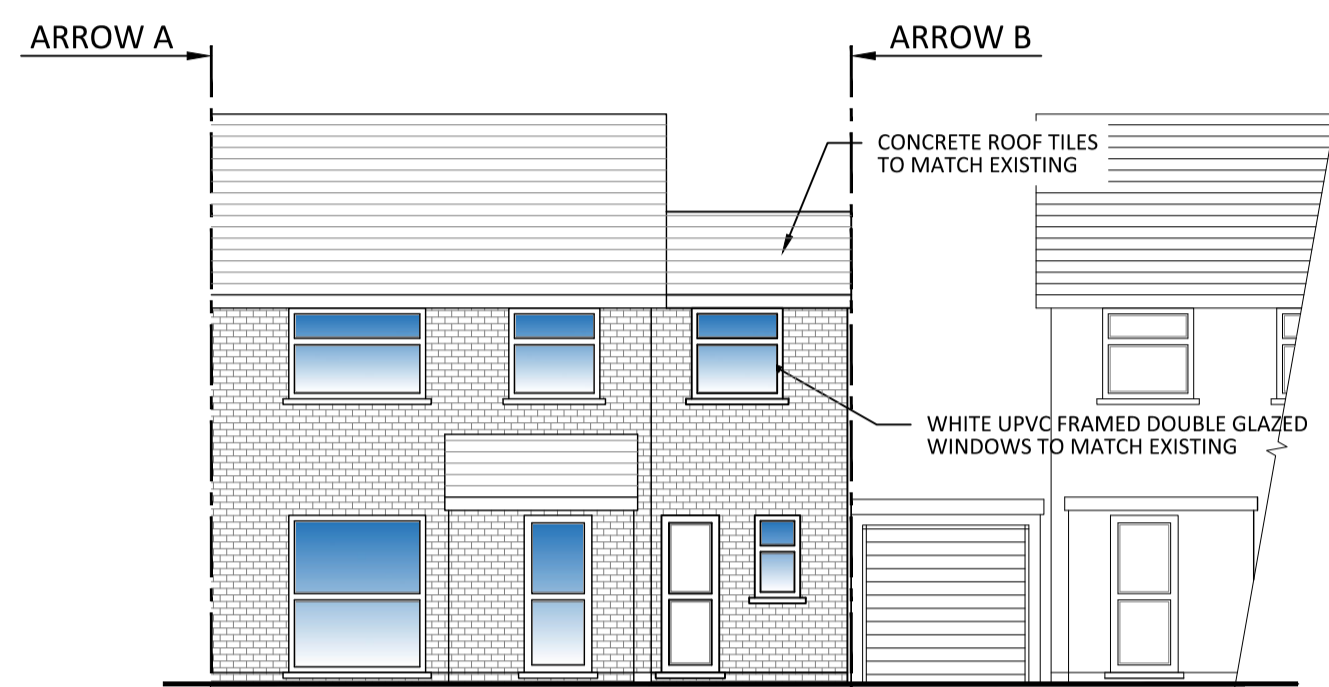 ARROW A
ARROW B
CONCRETE ROOF TILES
TO MATCH EXISTING
WHITE UPVC FRAMED DOUBLE GLAZED
WINDOWS TO MATCH EXISTING